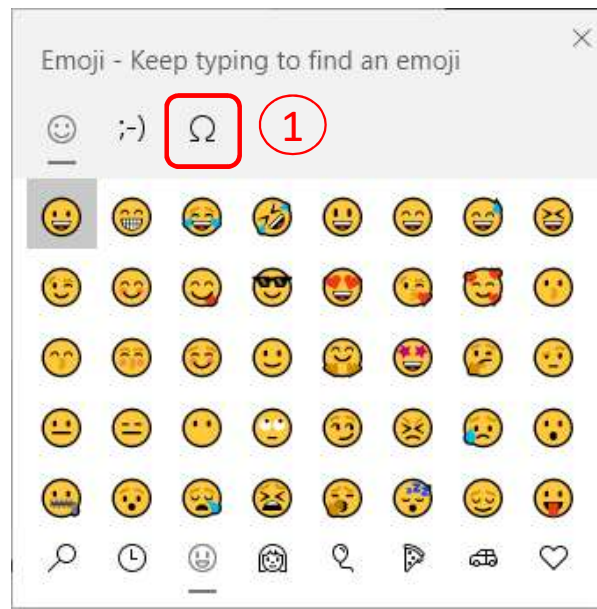 Emoji - Keep typing to find an emoji
;-) Ω 1